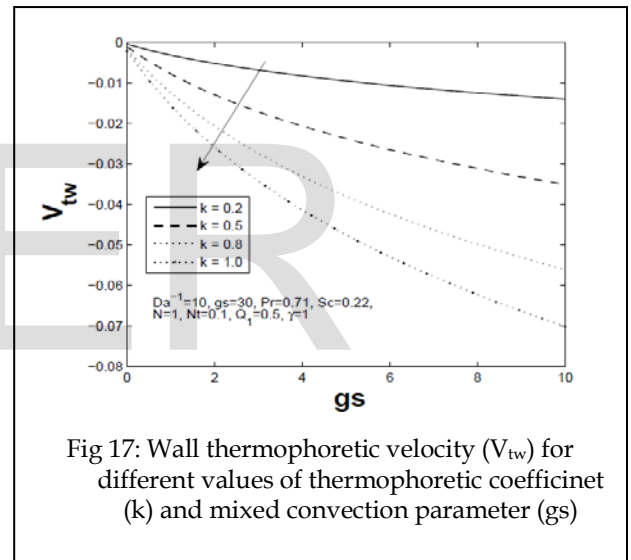 0
−0.01
−0.02
−0.03
−0.04
−0.05
−0.06
−0.07
−0.08
V_tw
k = 0.2
k = 0.5
k = 0.8
k = 1.0
Da⁻¹=10, gs=30, Pr=0.71, Sc=0.22,
N=1, Nt=0.1, Q₁=0.5, γ=1
0 2 4 6 8 10
gs
ER
Fig 17: Wall thermophoretic velocity (V_tw) for
different values of thermophoretic coefficinet
(k) and mixed convection parameter (gs)